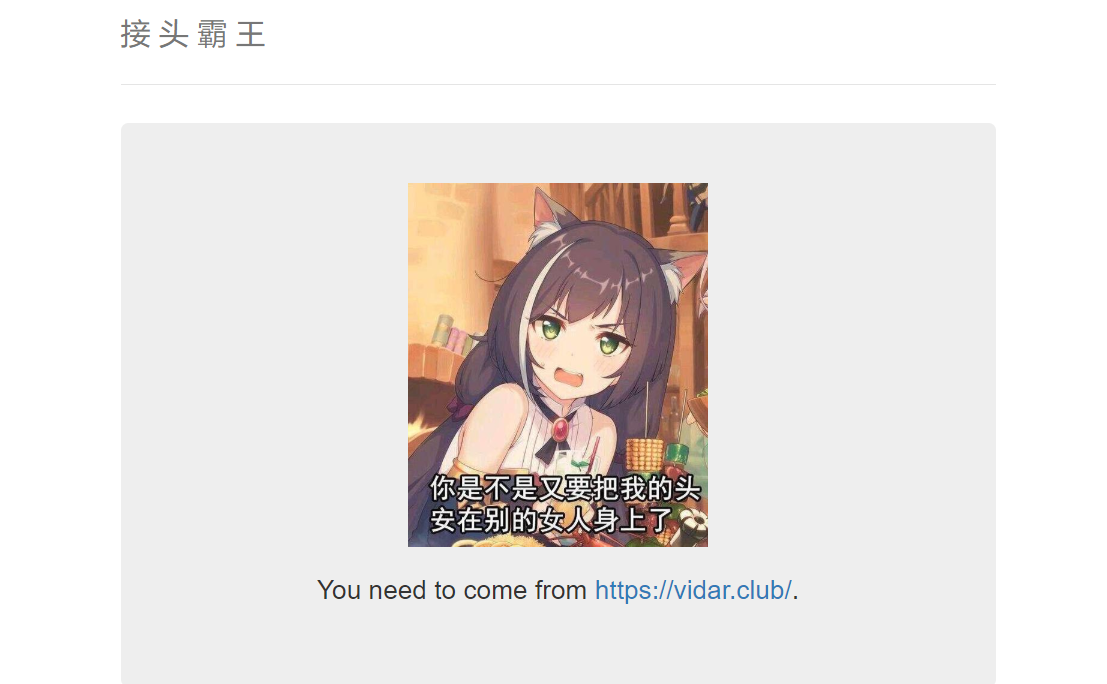 接 头 霸 王
你是不是又要把我的头
安在别的女人身上了
You need to come from https://vidar.club/.